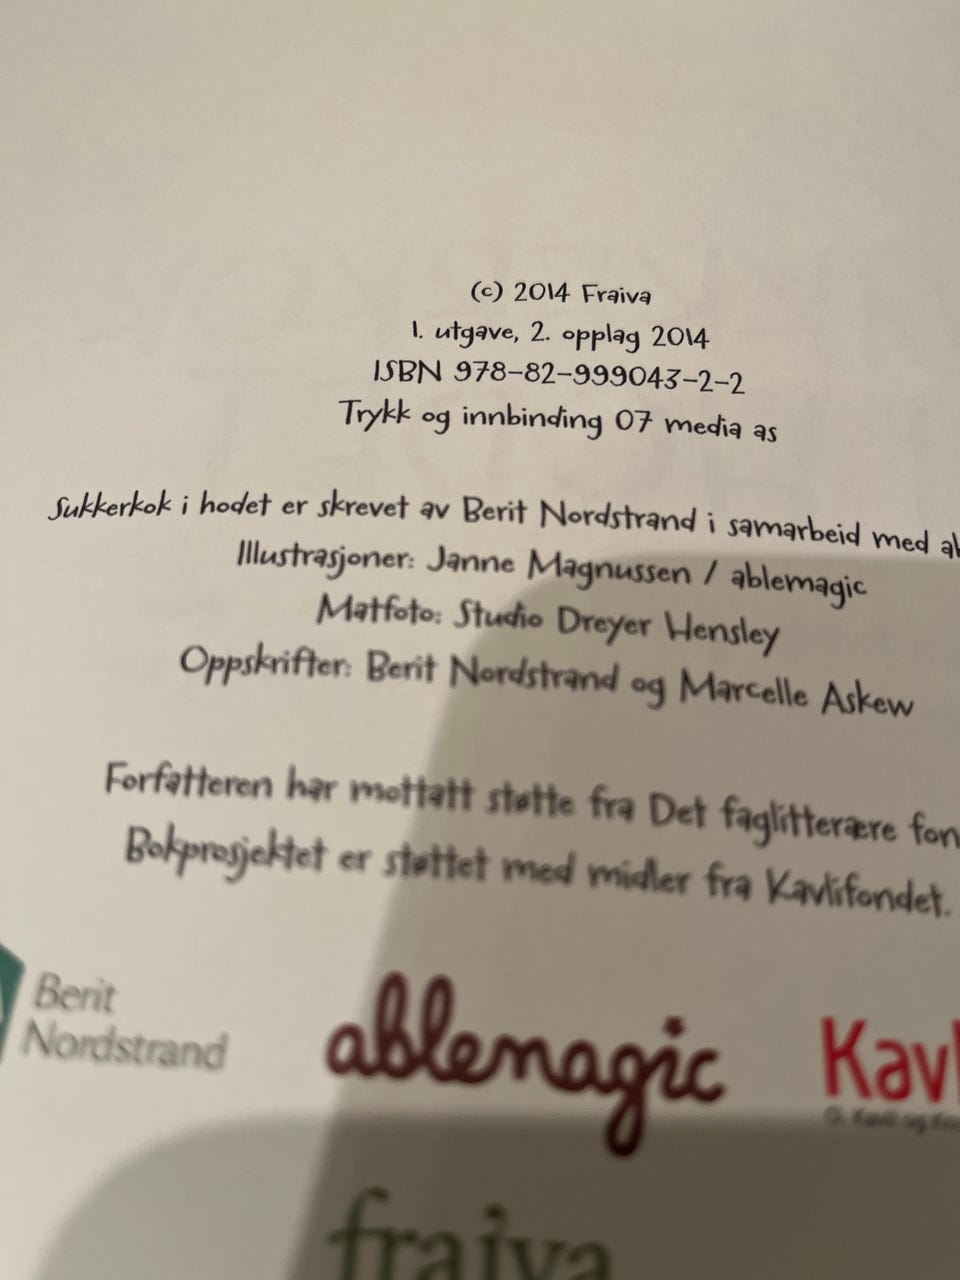 (c) 2014 Fraiva
1. utgave, 2. opplag 2014
ISBN 978-82-999043-2-2
Trykk og innbinding 07 media as
Sukkerkok i hodet er skrevet av Berit Nordstrand i samarbeid med
Illustrasjoner: Janne Magnussen / ablemagic
Matfoto: Studio Dreyer Hensley
Oppskrifter: Berit Nordstrand og Marcelle Askew
Forfatteren har mottatt støtte fra Det faglitterære
Bokprosjektet er støttet med midler fra Kavlifondet.
Berit
Nordstrand
ablemagic
fraiva